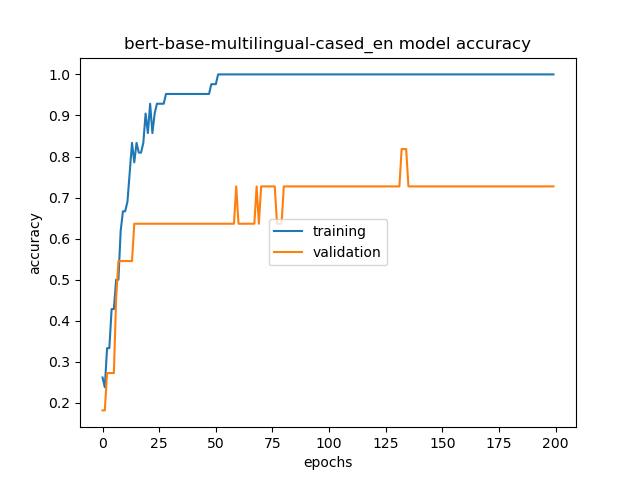 bert-base-multilingual-cased_en model accuracy
1.0
0.9
0.8
0.7
0.6
0.5
0.4
0.3
0.2
accuracy
training
validation
0 25 50 75 100 125 150 175 200
epochs